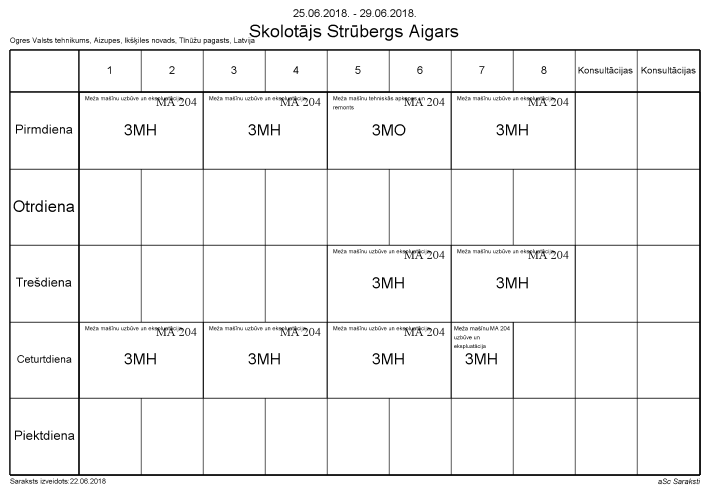 25.06.2018. - 29.06.2018.
Skolotājs Strūbergs Aigars
Ogres Valsts tehnikums, Aizupes, Ikšķiles novads, Tīnūžu pagasts, Latvija
1 2 3 4 5 6 7 8 Konsultācijas Konsultācijas
Pirmdiena
Meža mašīnu uzbūve un ekspluatācija MA 204
3MH
Meža mašīnu uzbūve un ekspluatācija MA 204
3MH
Meža mašīnu tehniskās apkopes un MA 204
remonts
3MO
Meža mašīnu uzbūve un ekspluatācija MA 204
3MH
Otrdiena
Trešdiena
Meža mašīnu uzbūve un ekspluatācija MA 204
3MH
Meža mašīnu uzbūve un ekspluatācija MA 204
3MH
Ceturtdiena
Meža mašīnu uzbūve un ekspluatācija MA 204
3MH
Meža mašīnu uzbūve un ekspluatācija MA 204
3MH
Meža mašīnu uzbūve un ekspluatācija MA 204
3MH
Meža mašīnu MA 204
uzbūve un
ekspluatācija
3MH
Piektdiena
Saraksts izveidots:22.06.2018
aSc Saraksti